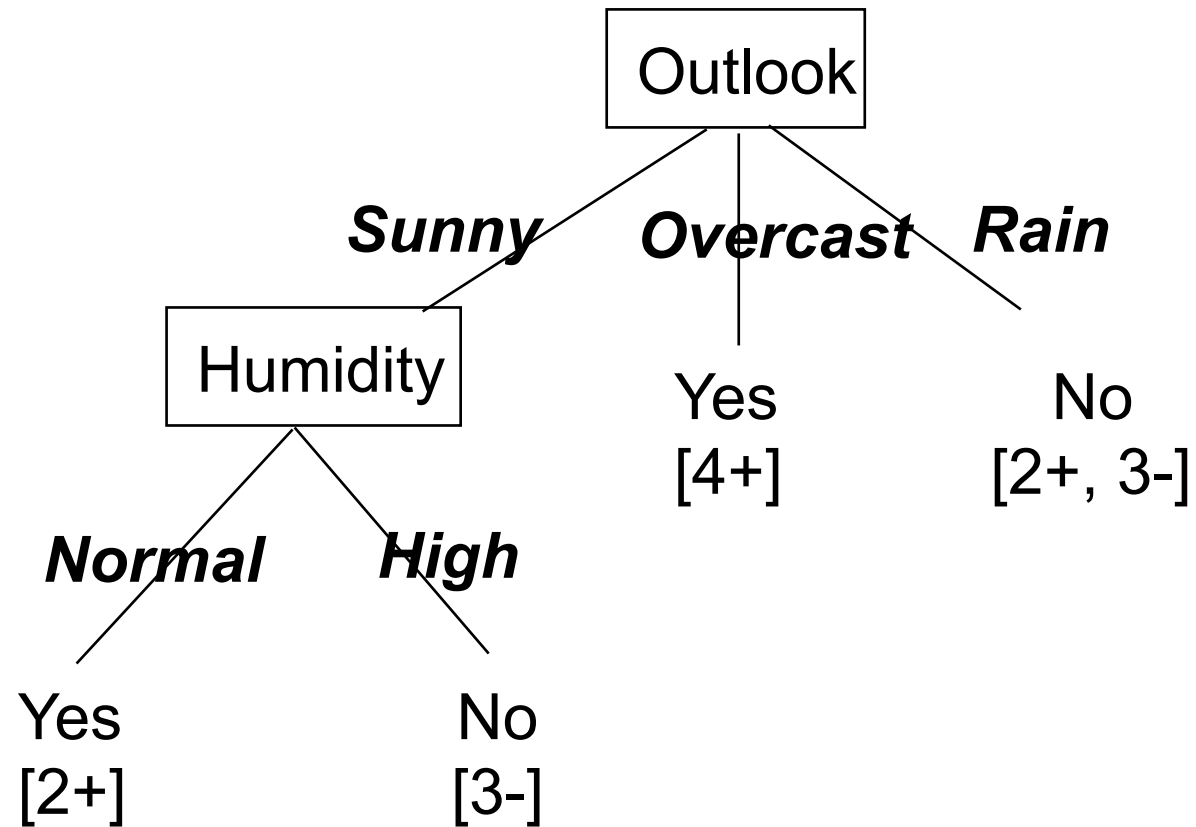 Outlook
Sunny
Overcast
Rain
Humidity
Yes
[4+]
No
[2+, 3-]
Normal
High
Yes
[2+]
No
[3-]